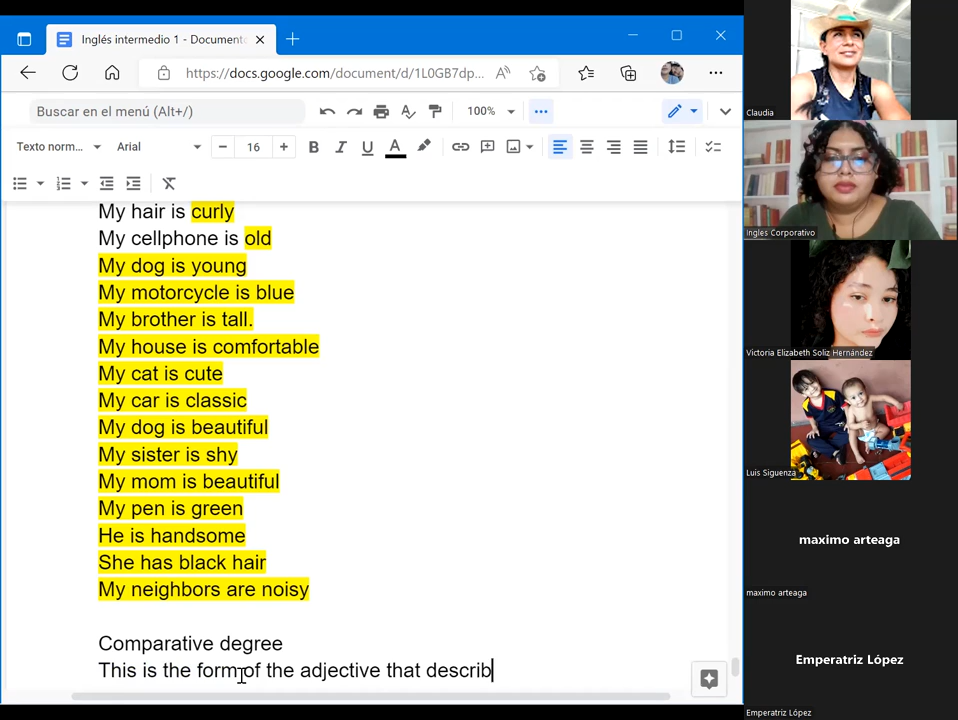 Inglés intermedio 1 - Documento
https://docs.google.com/document/d/1L0GB7dp...
Buscar en el menú (Alt+/)
100%
Texto norm...
Arial
16
My hair is curly
My cellphone is old
My dog is young
My motorcycle is blue
My brother is tall.
My house is comfortable
My cat is cute
My car is classic
My dog is beautiful
My sister is shy
My mom is beautiful
My pen is green
He is handsome
She has black hair
My neighbors are noisy
Comparative degree
This is the form of the adjective that describ
Claudia
Ingles Corporativo
Victoria Elizabeth Soliz Hernández
Luis Siguenza
maximo arteaga
maximo arteaga
Emperatriz López
Emperatriz López